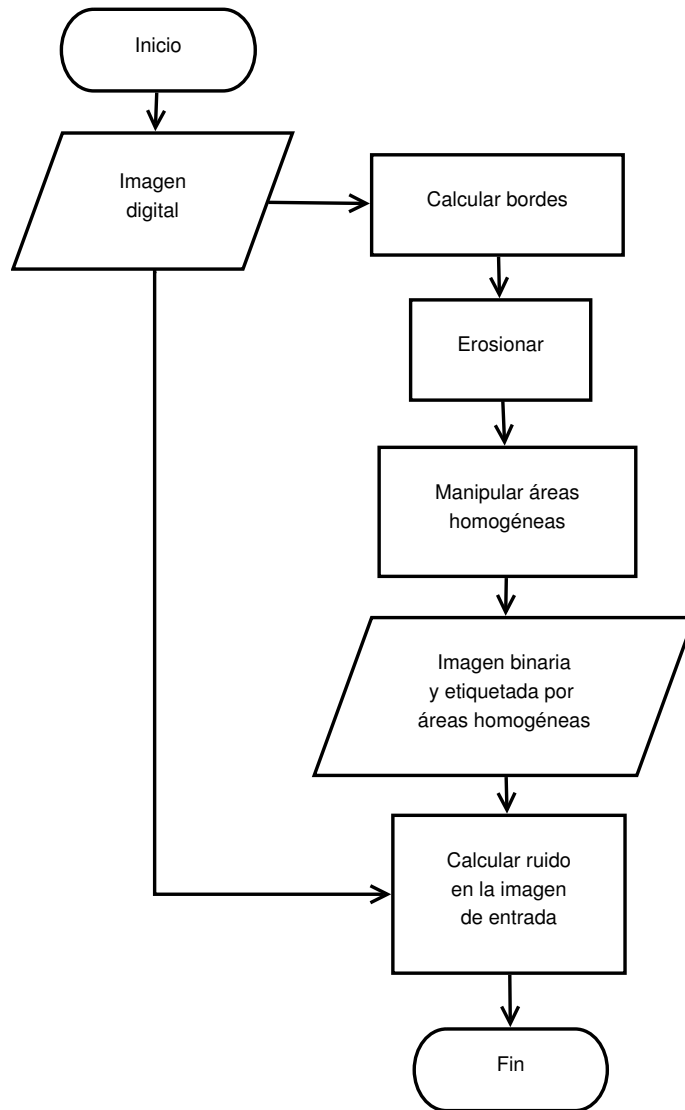 Inicio
Imagen
digital
Calcular bordes
Erosionar
Manipular áreas
homogéneas
Imagen binaria
y etiquetada por
áreas homogéneas
Calcular ruido
en la imagen
de entrada
Fin